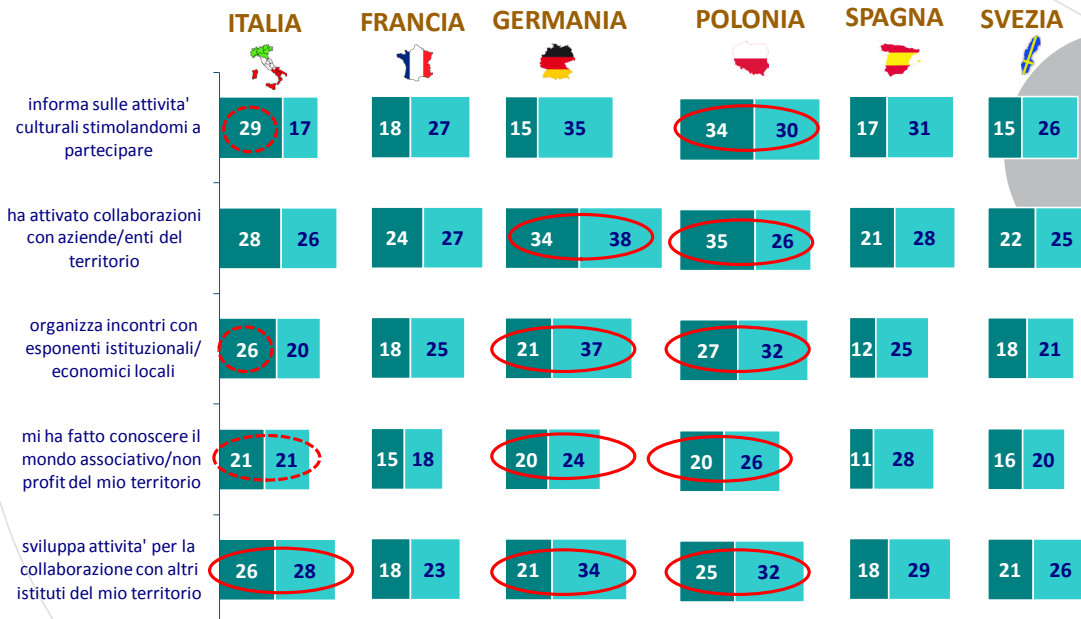 ITALIA FRANCIA GERMANIA POLONIA SPAGNA SVEZIA
informa sulle attivita'
culturali stimolandomi a
partecipare
29 17 18 27 15 35 34 30 17 31 15 26
ha attivato collaborazioni
con aziende/enti del
territorio
28 26 24 27 34 38 35 26 21 28 22 25
organizza incontri con
esponenti istituzionali/
economici locali
26 20 18 25 21 37 27 32 12 25 18 21
mi ha fatto conoscere il
mondo associativo/non
profit del mio territorio
21 21 15 18 20 24 20 26 11 28 16 20
sviluppa attivita' per la
collaborazione con altri
istituti del mio territorio
26 28 18 23 21 34 25 32 18 29 21 26